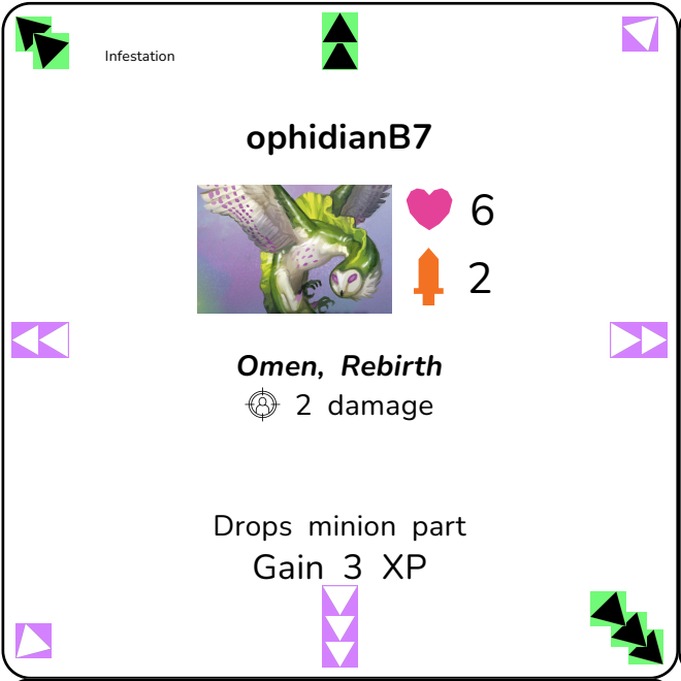 Infestation
ophidianB7
6
2
Omen, Rebirth
2 damage
Drops minion part
Gain 3 XP